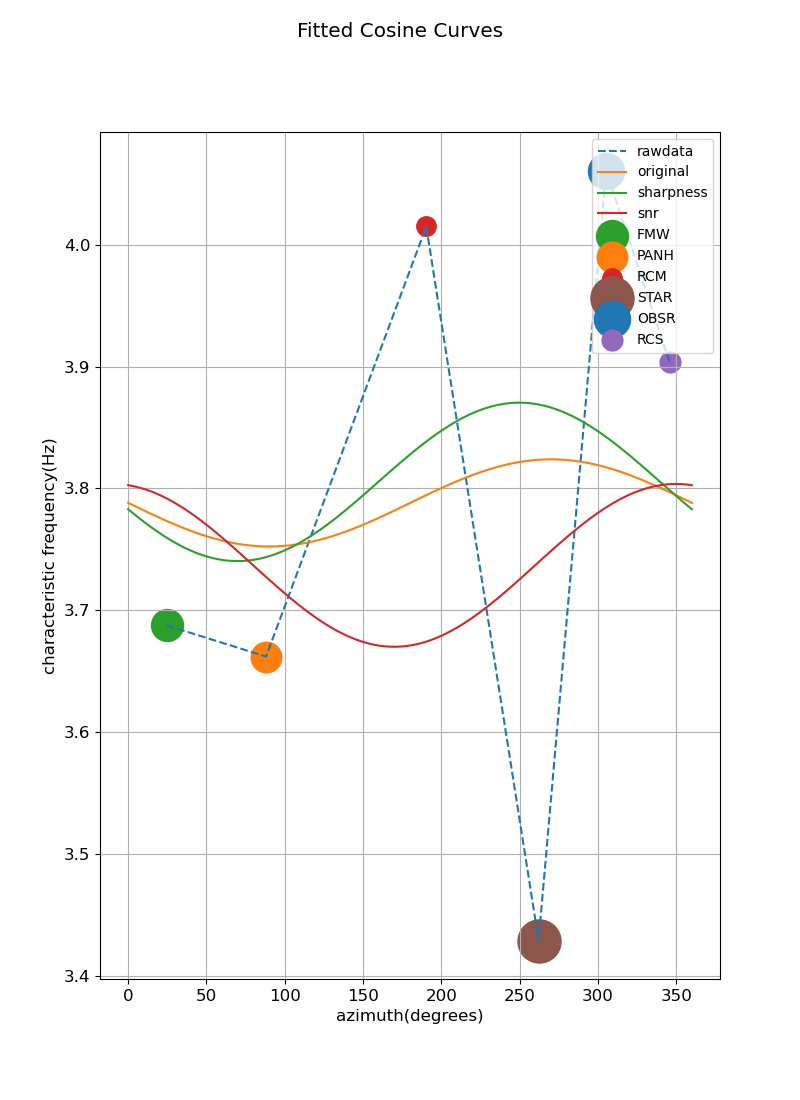 Fitted Cosine Curves
rawdata
original
sharpness
snr
FMW
PANH
RCM
STAR
OBSR
RCS
4.0
3.9
3.8
3.7
3.6
3.5
3.4
characteristic frequency(Hz)
0 50 100 150 200 250 300 350
azimuth(degrees)